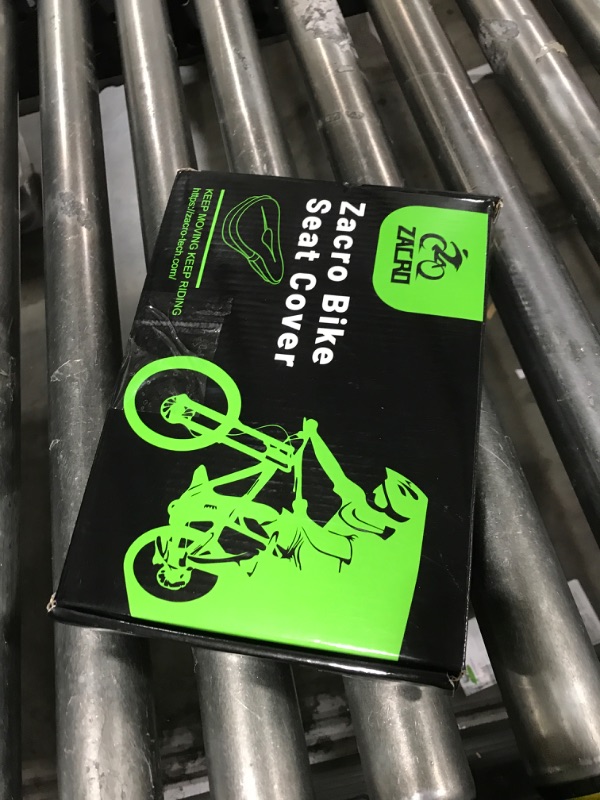 ZACRO
Zacro Bike
Seat Cover
KEEP MOVING KEEP RIDING
https://zacro-tech.com/